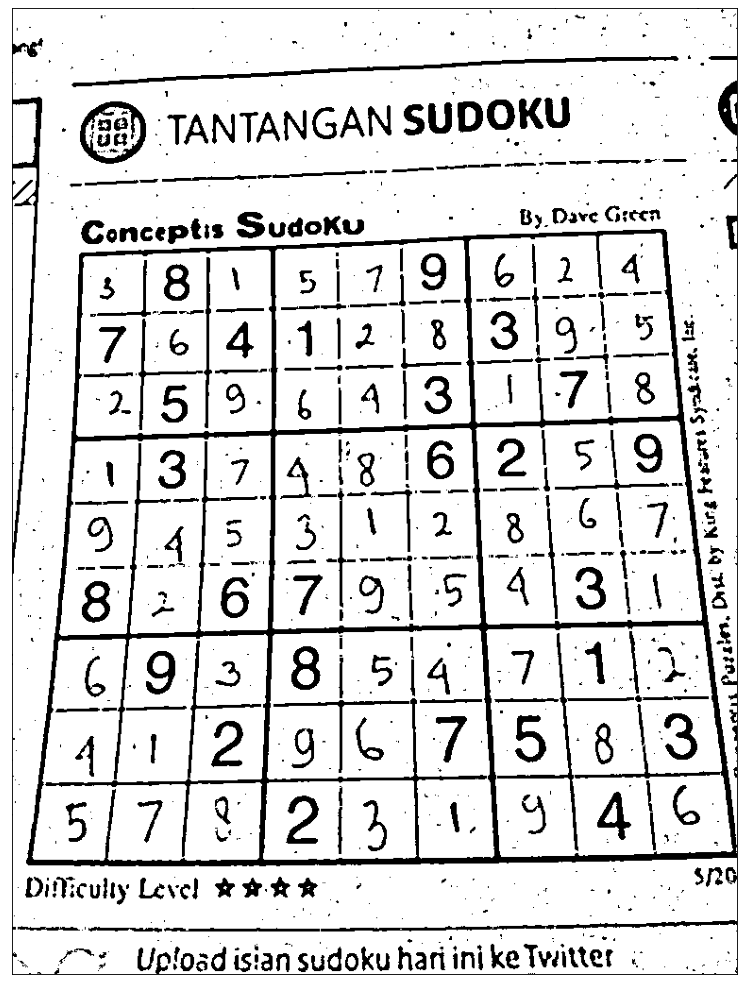 TANTANGAN SUDOKU
Conceptis SudoKu
By Dave Green
3 8 1 5 7 9 6 2 4
7 6 4 1 2 8 3 9 5
2 5 9 6 4 3 1 7 8
1 3 7 4 8 6 2 5 9
9 4 5 3 1 2 8 6 7
8 2 6 7 9 5 4 3 1
6 9 3 8 5 4 7 1 2
4 1 2 9 6 7 5 8 3
5 7 8 2 3 1 9 4 6
Puzzles, Dist. by King Features Syndicate, Inc.
Difficulty Level ★★★★
5/20
Upload isian sudoku hari ini ke Twitter